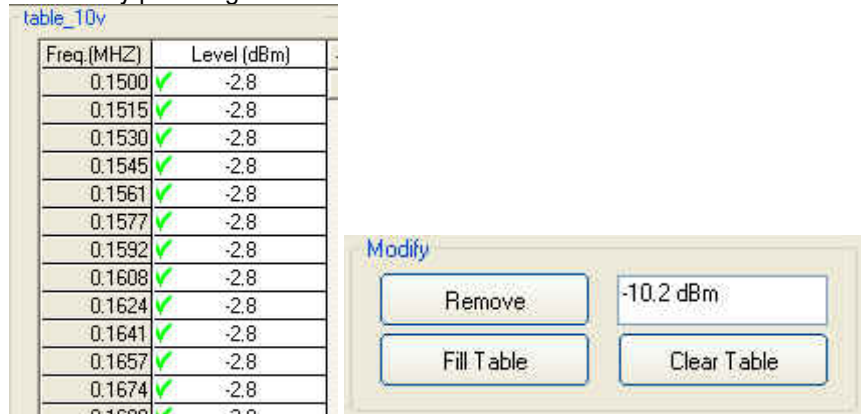 table_10v
Freq.(MHZ) Level (dBm)
0.1500 -2.8
0.1515 -2.8
0.1530 -2.8
0.1545 -2.8
0.1561 -2.8
0.1577 -2.8
0.1592 -2.8
0.1608 -2.8
0.1624 -2.8
0.1641 -2.8
0.1657 -2.8
0.1674 -2.8
Modify
Remove -10.2 dBm
Fill Table Clear Table